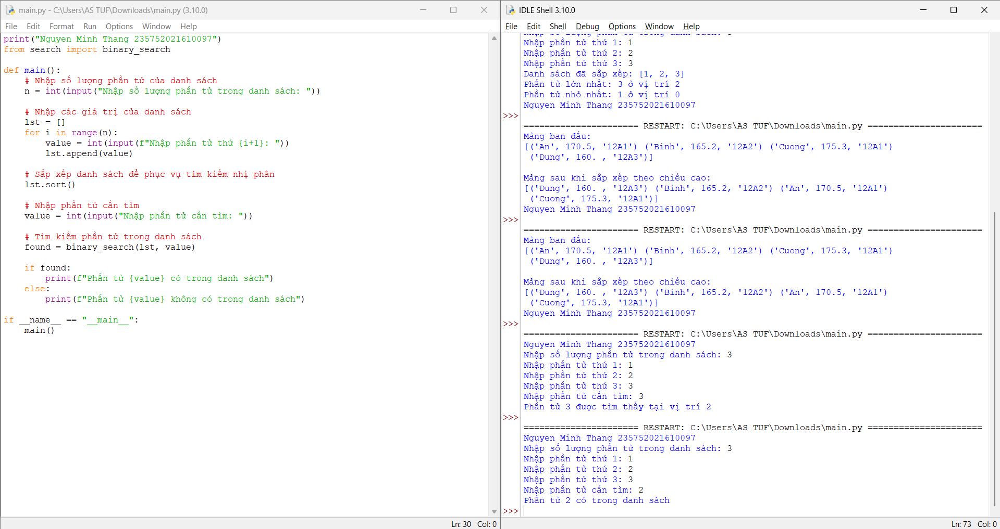 main.py - C:\Users\AS TUF\Downloads\main.py (3.10.0)
File Edit Format Run Options Window Help
print("Nguyen Minh Thang 235752021610097")
from search import binary_search
def main():
    # Nhập số lượng phần tử của danh sách
    n = int(input("Nhập số lượng phần tử trong danh sách: "))
    # Nhập các giá trị của danh sách
    lst = []
    for i in range(n):
        value = int(input(f"Nhập phần tử thứ {i+1}: "))
        lst.append(value)
    # Sắp xếp danh sách để phục vụ tìm kiếm nhị phân
    lst.sort()
    # Nhập phần tử cần tìm
    value = int(input("Nhập phần tử cần tìm: "))
    # Tìm kiếm phần tử trong danh sách
    found = binary_search(lst, value)
    if found:
        print(f"Phần tử {value} có trong danh sách")
    else:
        print(f"Phần tử {value} không có trong danh sách")
if __name__ == "__main__":
    main()
Ln: 30 Col: 0
IDLE Shell 3.10.0
File Edit Shell Debug Options Window Help
Nhập số lượng phần tử trong danh sách: 3
Nhập phần tử thứ 1: 1
Nhập phần tử thứ 2: 2
Nhập phần tử thứ 3: 3
Danh sách đã sắp xếp: [1, 2, 3]
Phần tử lớn nhất: 3 ở vị trí 2
Phần tử nhỏ nhất: 1 ở vị trí 0
Nguyen Minh Thang 235752021610097
>>>
====================== RESTART: C:\Users\AS TUF\Downloads\main.py ======================
Mảng ban đầu:
[('An', 170.5, '12A1') ('Binh', 165.2, '12A2') ('Cuong', 175.3, '12A1')
 ('Dung', 160. , '12A3')]
Mảng sau khi sắp xếp theo chiều cao:
[('Dung', 160. , '12A3') ('Binh', 165.2, '12A2') ('An', 170.5, '12A1')
 ('Cuong', 175.3, '12A1')]
Nguyen Minh Thang 235752021610097
>>>
====================== RESTART: C:\Users\AS TUF\Downloads\main.py ======================
Mảng ban đầu:
[('An', 170.5, '12A1') ('Binh', 165.2, '12A2') ('Cuong', 175.3, '12A1')
 ('Dung', 160. , '12A3')]
Mảng sau khi sắp xếp theo chiều cao:
[('Dung', 160. , '12A3') ('Binh', 165.2, '12A2') ('An', 170.5, '12A1')
 ('Cuong', 175.3, '12A1')]
Nguyen Minh Thang 235752021610097
>>>
====================== RESTART: C:\Users\AS TUF\Downloads\main.py ======================
Nguyen Minh Thang 235752021610097
Nhập số lượng phần tử trong danh sách: 3
Nhập phần tử thứ 1: 1
Nhập phần tử thứ 2: 2
Nhập phần tử thứ 3: 3
Nhập phần tử cần tìm: 3
Phần tử 3 được tìm thấy tại vị trí 2
>>>
====================== RESTART: C:\Users\AS TUF\Downloads\main.py ======================
Nguyen Minh Thang 235752021610097
Nhập số lượng phần tử trong danh sách: 3
Nhập phần tử thứ 1: 1
Nhập phần tử thứ 2: 2
Nhập phần tử thứ 3: 3
Nhập phần tử cần tìm: 2
Phần tử 2 có trong danh sách
>>>
Ln: 73 Col: 0